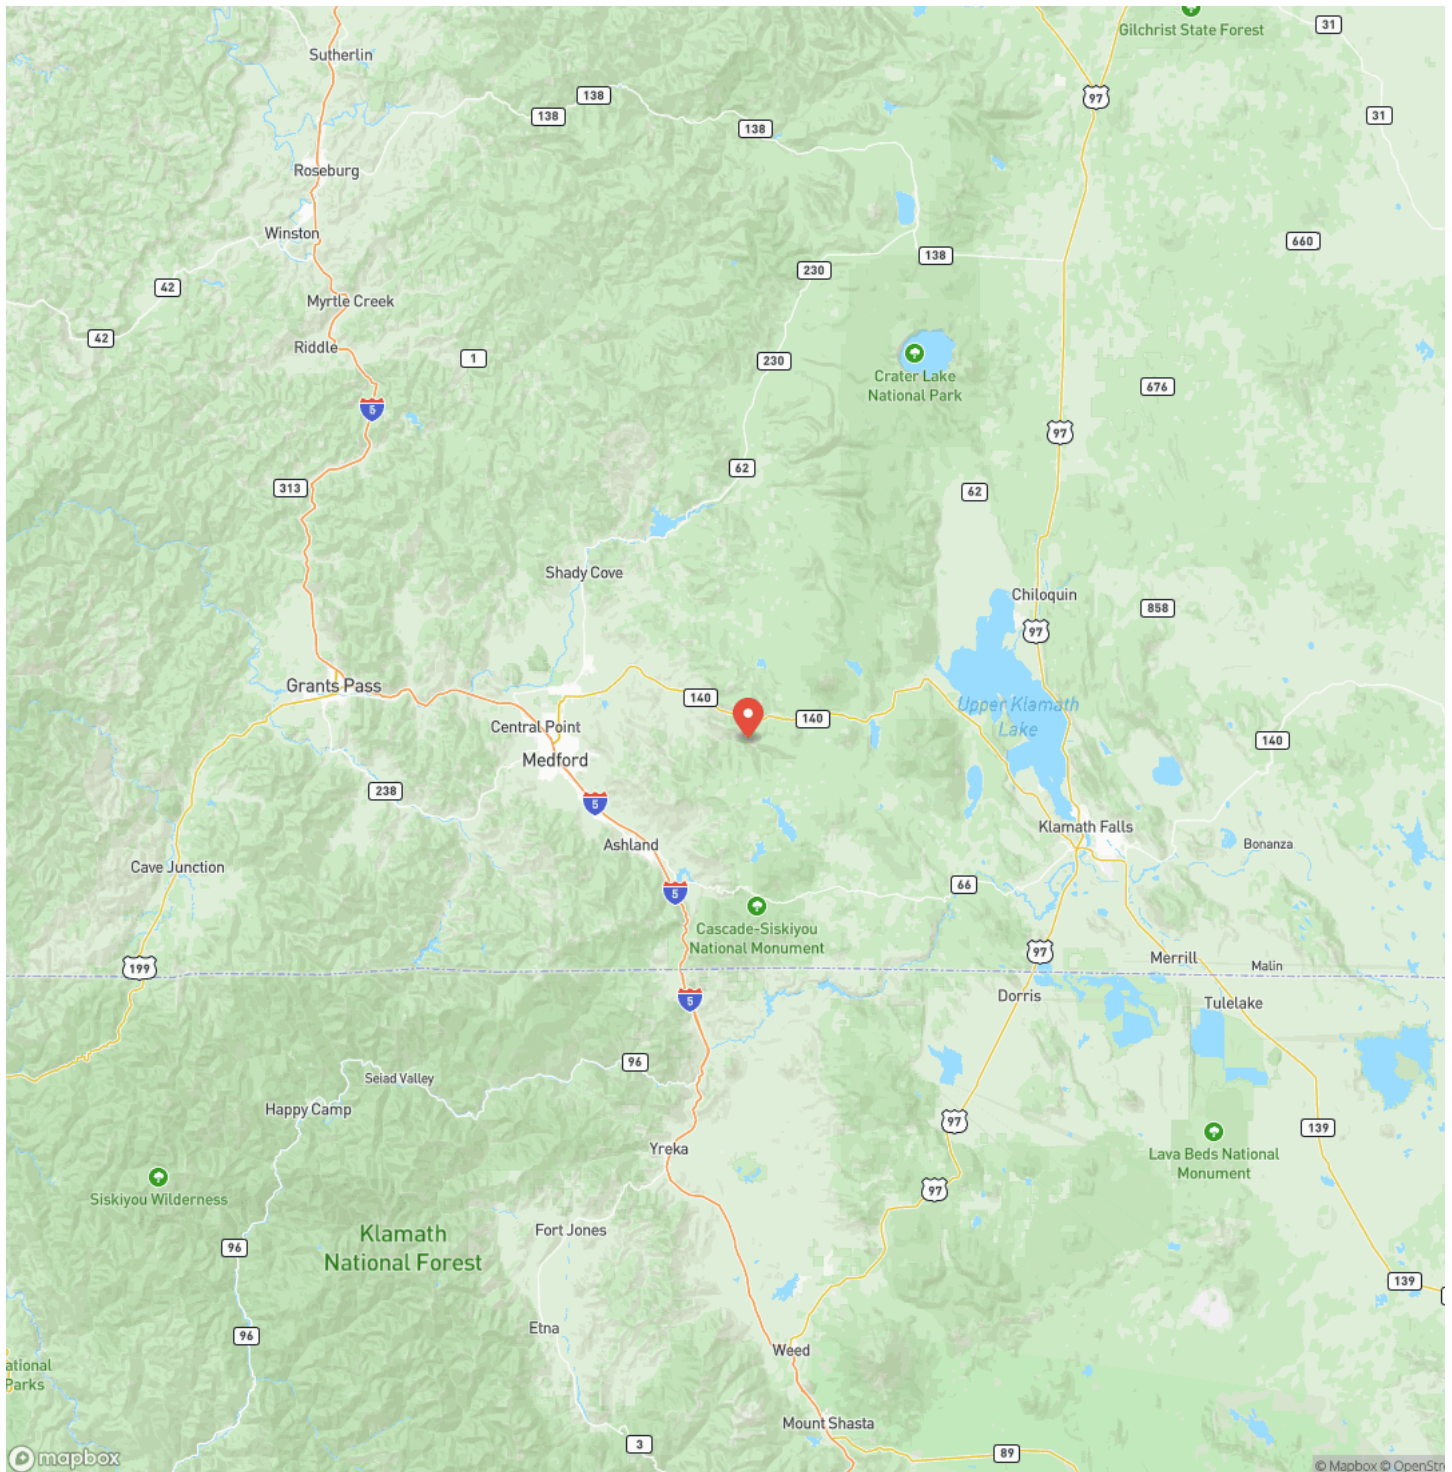 Gilchrist State Forest
31
Sutherlin
97
138
138
31
138
Roseburg
Winston
660
138
230
42
Myrtle Creek
42
Riddle
1
230
Crater Lake
National Park
676
5
97
62
313
62
Shady Cove
Chiloquin
858
97
Grants Pass
140
Upper Klamath
Lake
140
Central Point
140
Medford
238
5
Klamath Falls
Ashland
Bonanza
Cave Junction
66
5
Cascade-Siskiyou
National Monument
97
Merrill
199
Malin
Dorris
5
Tulelake
96
Seiad Valley
Happy Camp
97
139
Yreka
Lava Beds National
Monument
97
Siskiyou Wilderness
Fort Jones
Klamath
National Forest
96
139
Etna
96
Weed
ational
Parks
Mount Shasta
3
89
mapbox
© Mapbox © OpenStre